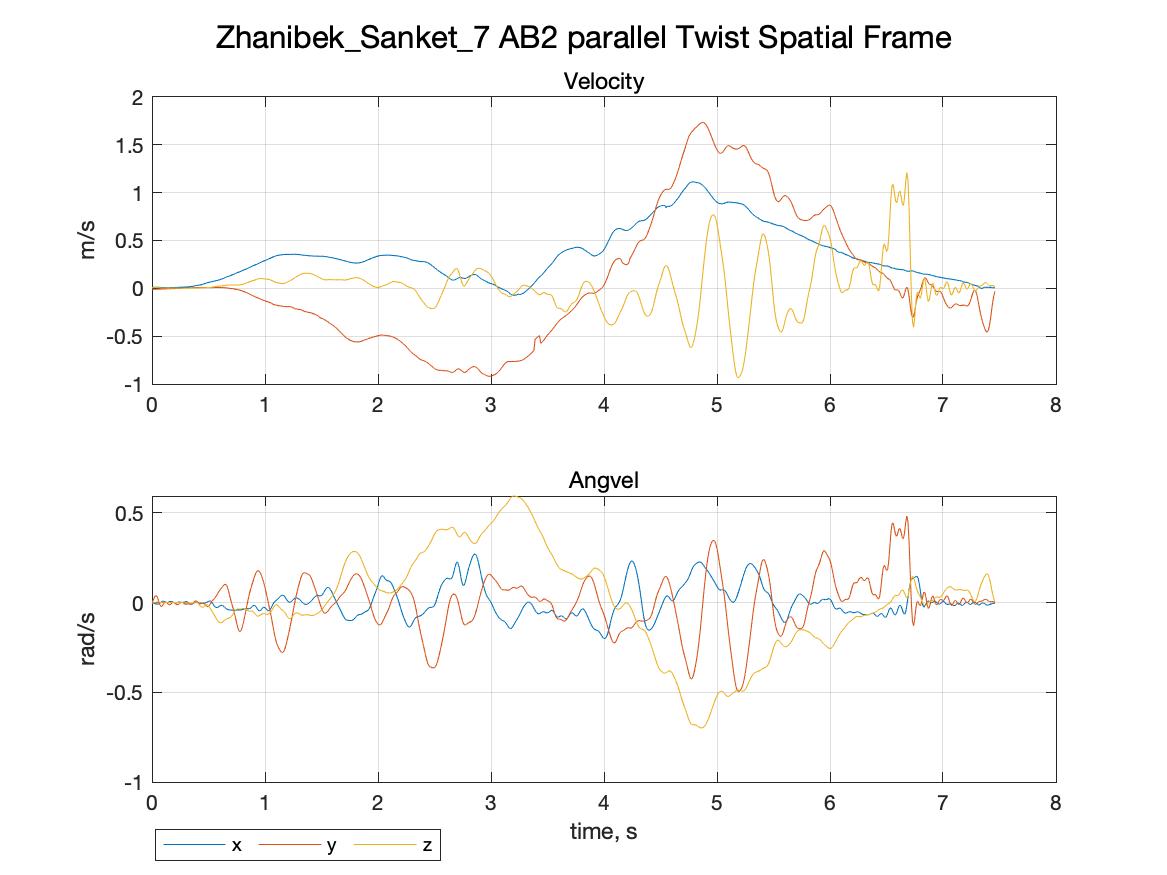 Zhanibek_Sanket_7 AB2 parallel Twist Spatial Frame
Velocity
2
1.5
1
0.5
0
-0.5
-1
m/s
0 1 2 3 4 5 6 7 8
Angvel
0.5
0
-0.5
-1
rad/s
0 1 2 3 4 5 6 7 8
time, s
x y z